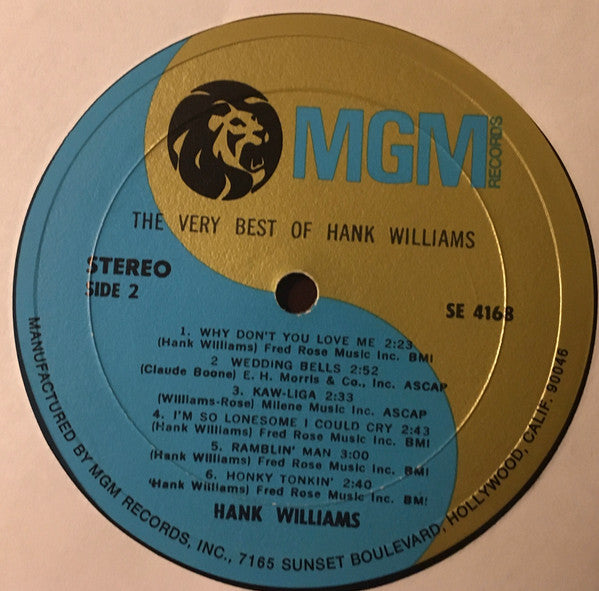 MGM
RECORDS
THE VERY BEST OF HANK WILLIAMS
STEREO
SIDE 2
SE 4168
1. WHY DON'T YOU LOVE ME 2:23
(Hank Williams) Fred Rose Music Inc. BMI
2 WEDDING BELLS 2:52
(Claude Boone) E. H. Morris & Co., Inc. ASCAP
3. KAW-LIGA 2:33
(Williams-Rose) Milene Music Inc. ASCAP
4. I'M SO LONESOME I COULD CRY 2:43
(Hank Williams) Fred Rose Music Inc. BMI
5. RAMBLIN' MAN 3:00
(Hank Williams) Fred Rose Music Inc. BMI
6. HONKY TONKIN' 2:40
(Hank Williams) Fred Rose Music Inc. BMI
HANK WILLIAMS
MANUFACTURED BY MGM RECORDS, INC., 7165 SUNSET BOULEVARD, HOLLYWOOD, CALIF. 90046